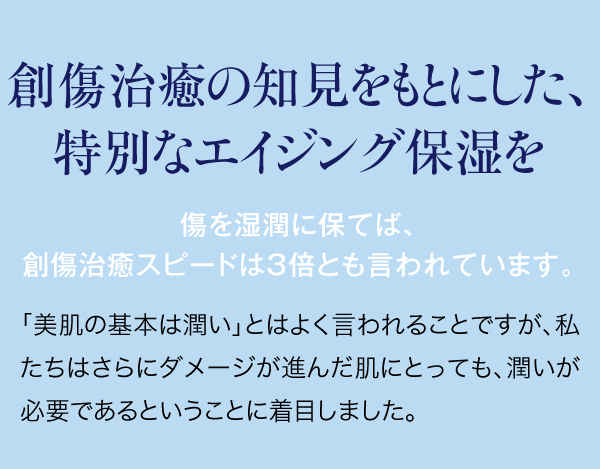 創傷治癒の知見をもとにした、
特別なエイジング保湿を
傷を湿潤に保てば、
創傷治癒スピードは3倍とも言われています。
「美肌の基本は潤い」とはよく言われることですが、私
たちはさらにダメージが進んだ肌にとっても、潤いが
必要であるということに着目しました。